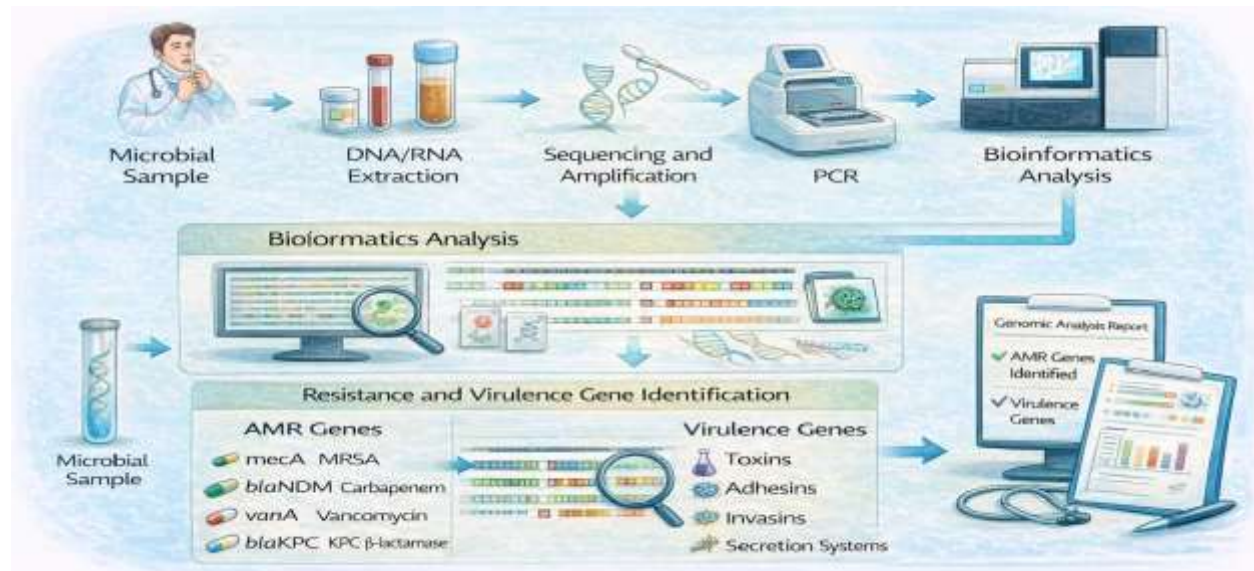 Microbial
Sample
DNA/RNA
Extraction
Sequencing and
Amplification
PCR
Bioinformatics
Analysis
Bioformatics Analysis
Microbial
Sample
Resistance and Virulence Gene Identification
AMR Genes
mecA MRSA
blaNDM Carbapenem
vanA Vancomycin
blaKPC KPC β-lactamase
Virulence Genes
Toxins
Adhesins
Invasins
Secretion Systems
Genomic Analysis Report
✓ AMR Genes
Identified
✓ Virulence
Genes